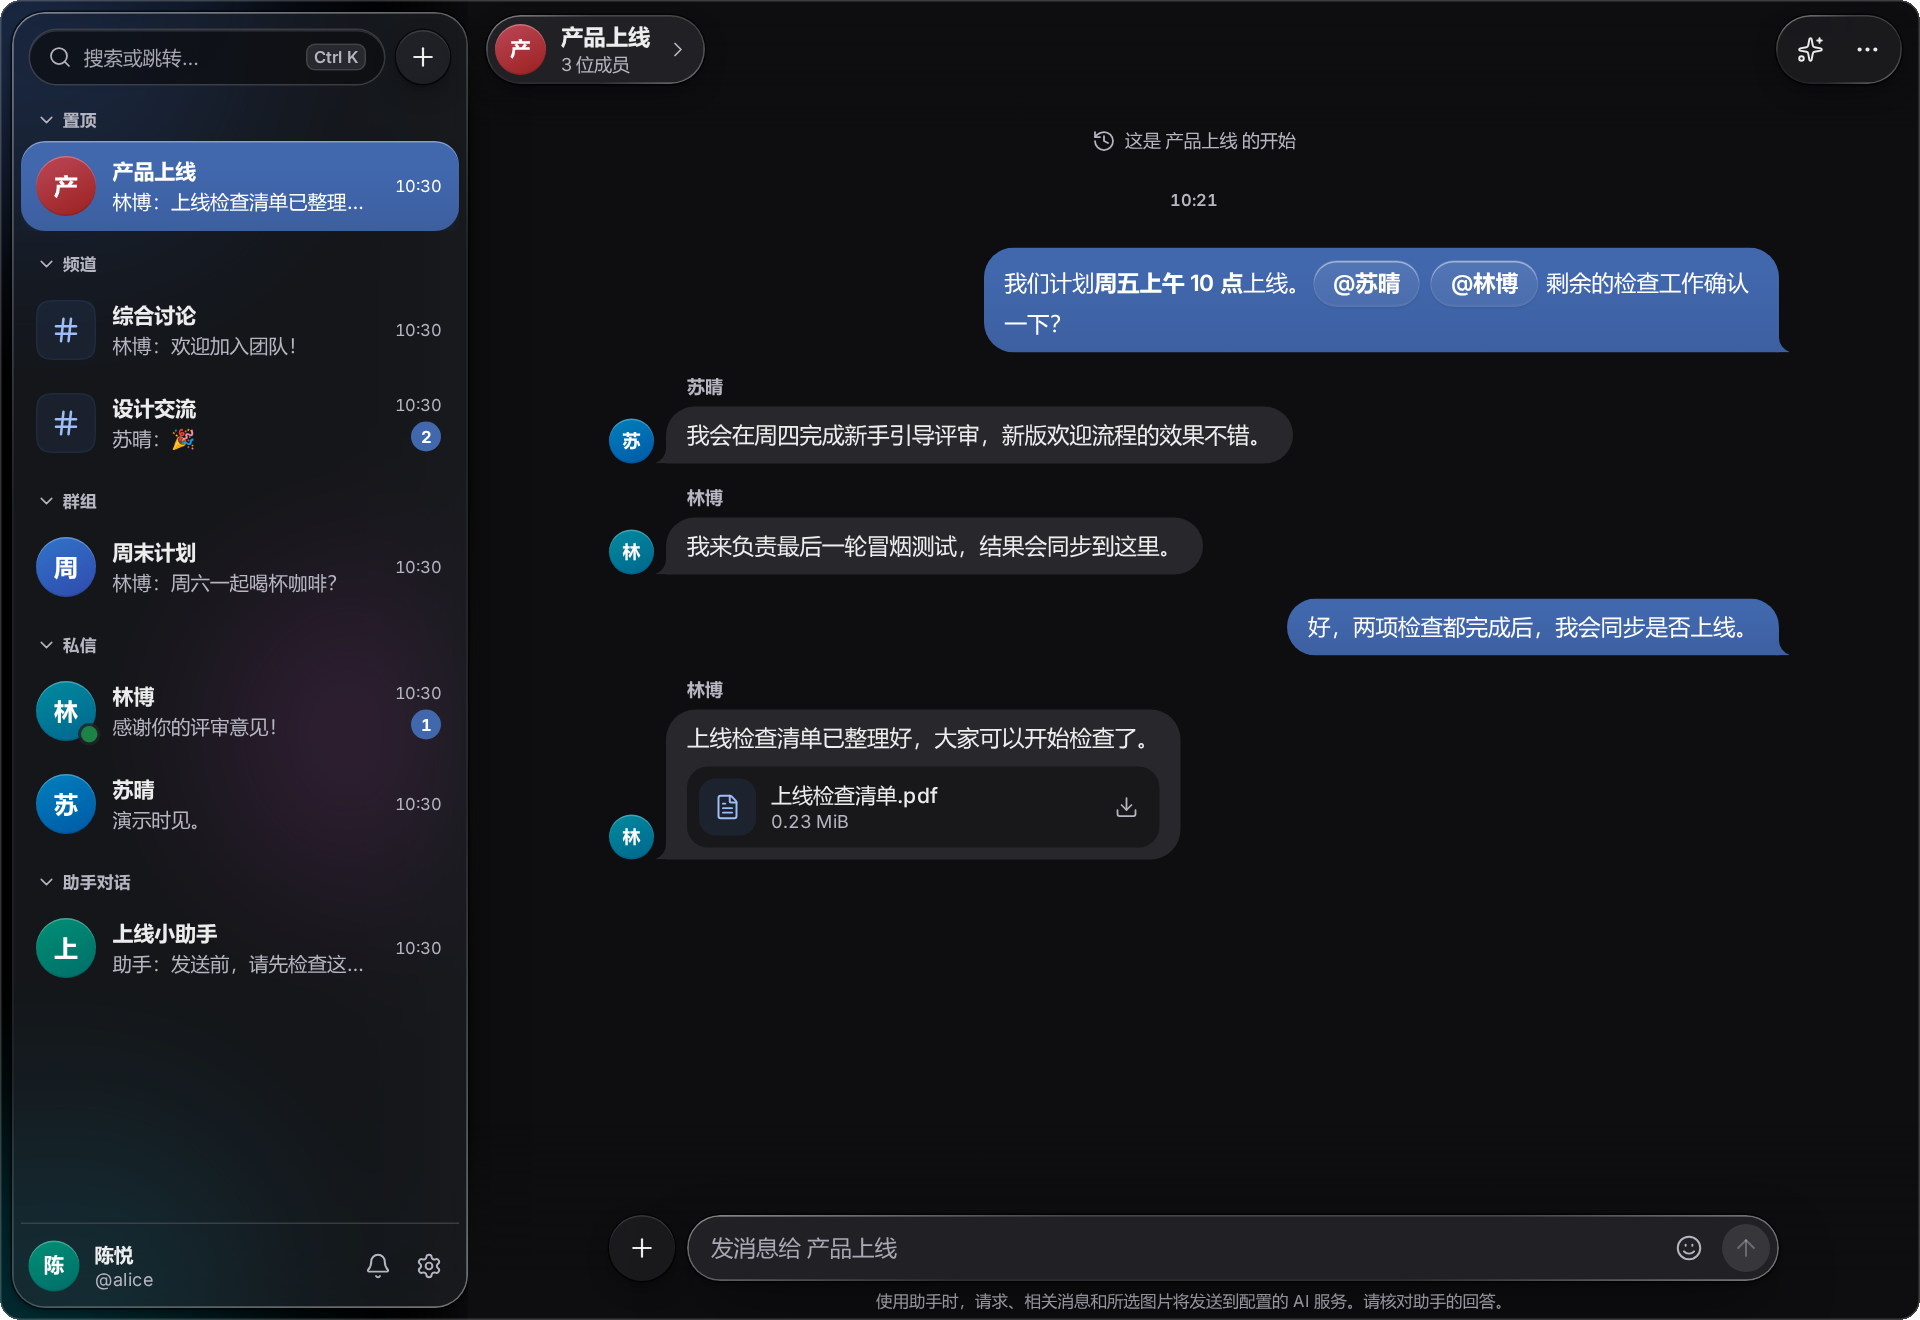 搜索或跳转...
Ctrl K
置顶
产
产品上线
10:30
林博：上线检查清单已整理...
频道
综合讨论
10:30
林博：欢迎加入团队！
设计交流
10:30
苏晴：🎉
2
群组
周
周末计划
10:30
林博：周六一起喝杯咖啡？
私信
林
林博
10:30
感谢你的评审意见！
1
苏
苏晴
10:30
演示时见。
助手对话
上
上线小助手
10:30
助手：发送前，请先检查这...
陈
陈悦
@alice
产
产品上线
3 位成员
这是 产品上线 的开始
10:21
我们计划周五上午 10 点上线。 @苏晴 @林博 剩余的检查工作确认
一下？
苏晴
苏
我会在周四完成新手引导评审，新版欢迎流程的效果不错。
林博
林
我来负责最后一轮冒烟测试，结果会同步到这里。
好，两项检查都完成后，我会同步是否上线。
林博
上线检查清单已整理好，大家可以开始检查了。
上线检查清单.pdf
0.23 MiB
林
发消息给 产品上线
使用助手时，请求、相关消息和所选图片将发送到配置的 AI 服务。请核对助手的回答。